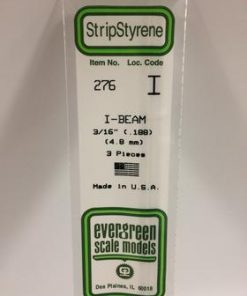 StripStyrene
Item No. Loc. Code
276 I
I-BEAM
3/16" (.188)
(4.8 mm)
3 Pieces
Made in U.S.A.
evergreen
scale models
Des Plaines, IL 60018